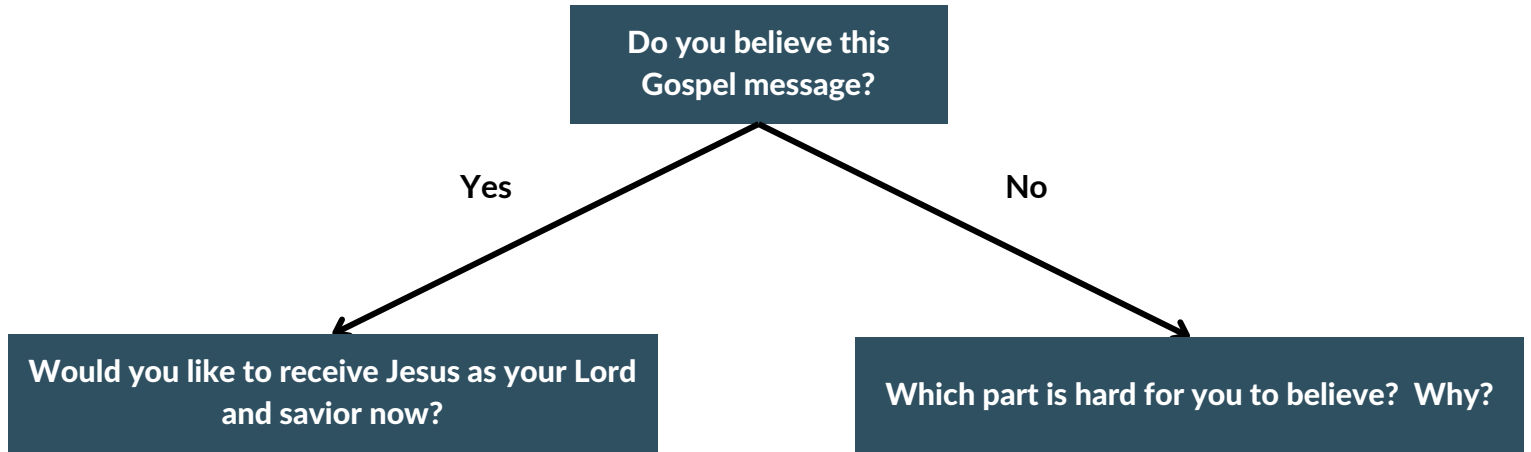 Do you believe this
Gospel message?
Yes
No
Would you like to receive Jesus as your Lord
and savior now?
Which part is hard for you to believe?  Why?